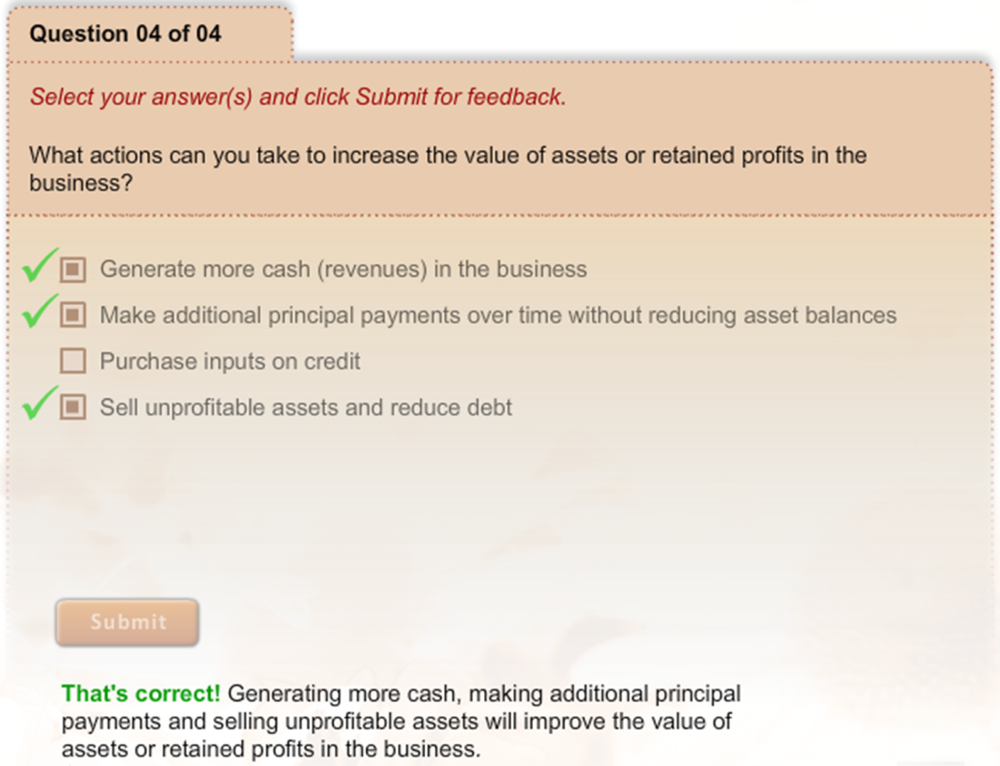 Question 04 of 04
Select your answer(s) and click Submit for feedback.
What actions can you take to increase the value of assets or retained profits in the
business?
Generate more cash (revenues) in the business
Make additional principal payments over time without reducing asset balances
Purchase inputs on credit
Sell unprofitable assets and reduce debt
Submit
That's correct! Generating more cash, making additional principal
payments and selling unprofitable assets will improve the value of
assets or retained profits in the business.